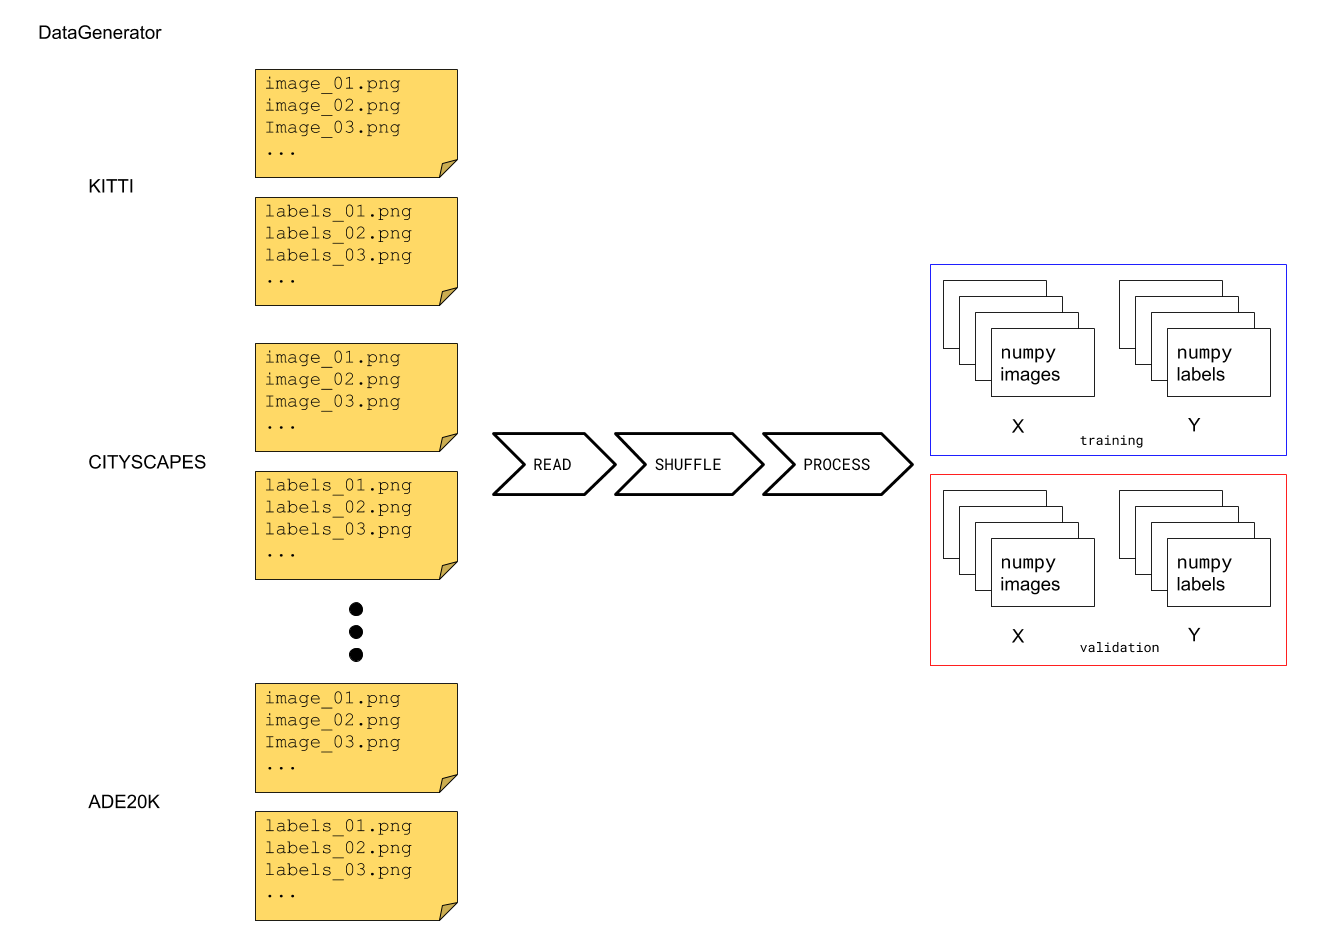 DataGenerator
KITTI
image_01.png
image_02.png
Image_03.png
...
labels_01.png
labels_02.png
labels_03.png
...
CITYSCAPES
image_01.png
image_02.png
Image_03.png
...
labels_01.png
labels_02.png
labels_03.png
...
ADE20K
image_01.png
image_02.png
Image_03.png
...
labels_01.png
labels_02.png
labels_03.png
...
READ
SHUFFLE
PROCESS
numpy
images
X
numpy
labels
Y
training
numpy
images
X
numpy
labels
Y
validation